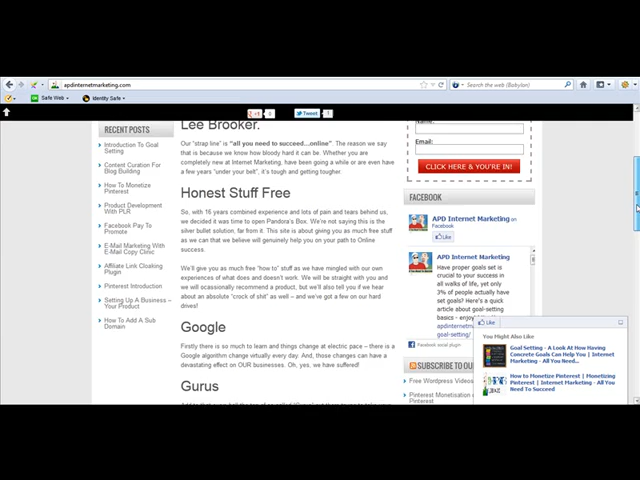 apdinternetmarketing.com
Search the web (Babylon)
Safe Web
Identity Safe
+1
0
Tweet
RECENT POSTS
Introduction To Goal
Setting
Content Curation For
Blog Building
How To Monetize
Pinterest
Product Development
With PLR
Facebook Pay To
Promote
E-Mail Marketing With
E-Mail Copy Clinic
Affiliate Link Cloaking
Plugin
Pinterest Introduction
Setting Up A Business –
Your Product
How To Add A Sub
Domain
Lee Brooker.
Our “strap line” is “all you need to succeed...online”. The reason we say
that is because we know how bloody hard it can be. Whether you are
completely new at Internet Marketing, have been going a while or are even have
a few years “under your belt”, it’s tough and getting tougher.
Honest Stuff Free
So, with 16 years combined experience and lots of pain and tears behind us,
we decided it was time to open Pandora’s Box. We’re not saying this is the
silver bullet solution, far from it. This site is about giving you as much free stuff
as we can that we believe will genuinely help you on your path to Online
success.
We’ll give you as much free “how to” stuff as we have mingled with our own
experiences of what does and doesn’t work. We will be straight with you and
we will ocassionally recommend a product, but we’ll also tell you if we hear
about an absolute “crock of shit” as well – and we’ve got a few on our hard
drives!
Google
Firstly there is so much to learn and things change at electric pace – there is a
Google algorithm change virtually every day. And, those changes can have a
devastating effect on OUR businesses. Oh, yes, we have suffered!
Gurus
Name:
Email:
CLICK HERE & YOU'RE IN!
FACEBOOK
APD Internet Marketing on
Facebook
Like
APD Internet Marketing
Have proper goals set is
crucial to your success in
all walks of life, yet only
3% of people actually
have set goals? Here's a
quick article about goal-
setting basics -
apdinternetm
goal-setting/
Facebook social plugin
SUBSCRIBE TO OU
Free Wordpress Videos
Pinterest Monetisation
Pinterest
Like
You Might Also Like
Goal Setting - A Look At How Having
Concrete Goals Can Help You | Internet
Marketing - All You Need...
How to Monetize Pinterest | Monetizing
Pinterest | Internet Marketing - All You
Need To Succeed